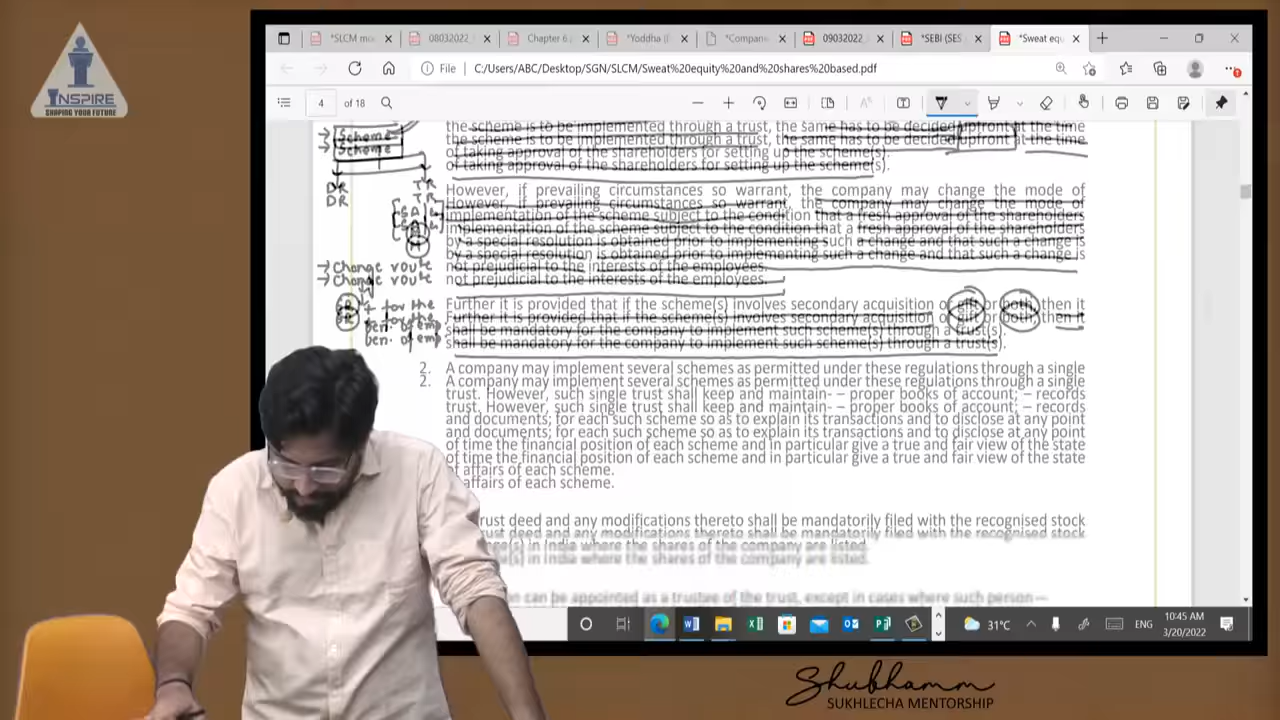 INSPIRE
SHAPING YOUR FUTURE
*SLCM
08032022_
Chapter 6
*Yoddha (
*Compan
09032022_
*SEBI (SES
*Sweat equ
File
C:/Users/ABC/Desktop/SGN/SLCM/Sweat%20equity%20and%20shares%20based.pdf
4 of 18
the scheme is to be implemented through a trust, the same has to be decided upfront at the time
of taking approval of the shareholders for setting up the scheme(s).
However, if prevailing circumstances so warrant, the company may change the mode of
implementation of the scheme subject to the condition that a fresh approval of the shareholders
by a special resolution is obtained prior to implementing such a change and that such a change is
not prejudicial to the interests of the employees.
Further it is provided that if the scheme(s) involves secondary acquisition or gift or both, then it
shall be mandatory for the company to implement such scheme(s) through a trust(s).
2. A company may implement several schemes as permitted under these regulations through a single
trust. However, such single trust shall keep and maintain- – proper books of account; – records
and documents; for each such scheme so as to explain its transactions and to disclose at any point
of time the financial position of each scheme and in particular give a true and fair view of the state
of affairs of each scheme.
trust deed and any modifications thereto shall be mandatorily filed with the recognised stock
in India where the shares of the company are listed.
can be appointed as a trustee of the trust, except in cases where such person —
Scheme
DR TR
→Change route
SR + for the
ben. of emp
31°C
ENG
10:45 AM
3/20/2022
Shubhamm
SUKHLECHA MENTORSHIP